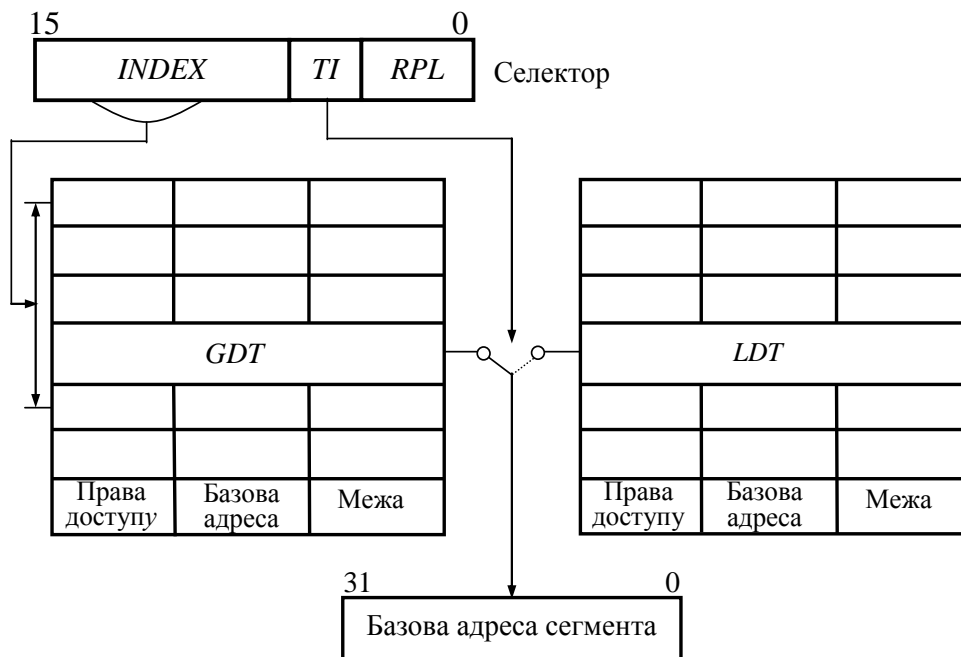 15 0
INDEX TI RPL Селектор
GDT LDT
Права доступу
Базова адреса
Межа
Права доступу
Базова адреса
Межа
31 0
Базова адреса сегмента